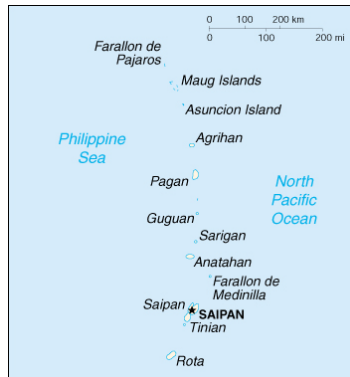 0 100 200 km
0 100 200 mi
Farallon de
Pajaros
Maug Islands
Asuncion Island
Philippine
Sea
Agrihan
Pagan
North
Pacific
Ocean
Guguan
Sarigan
Anatahan
Farallon de
Medinilla
Saipan
SAIPAN
Tinian
Rota